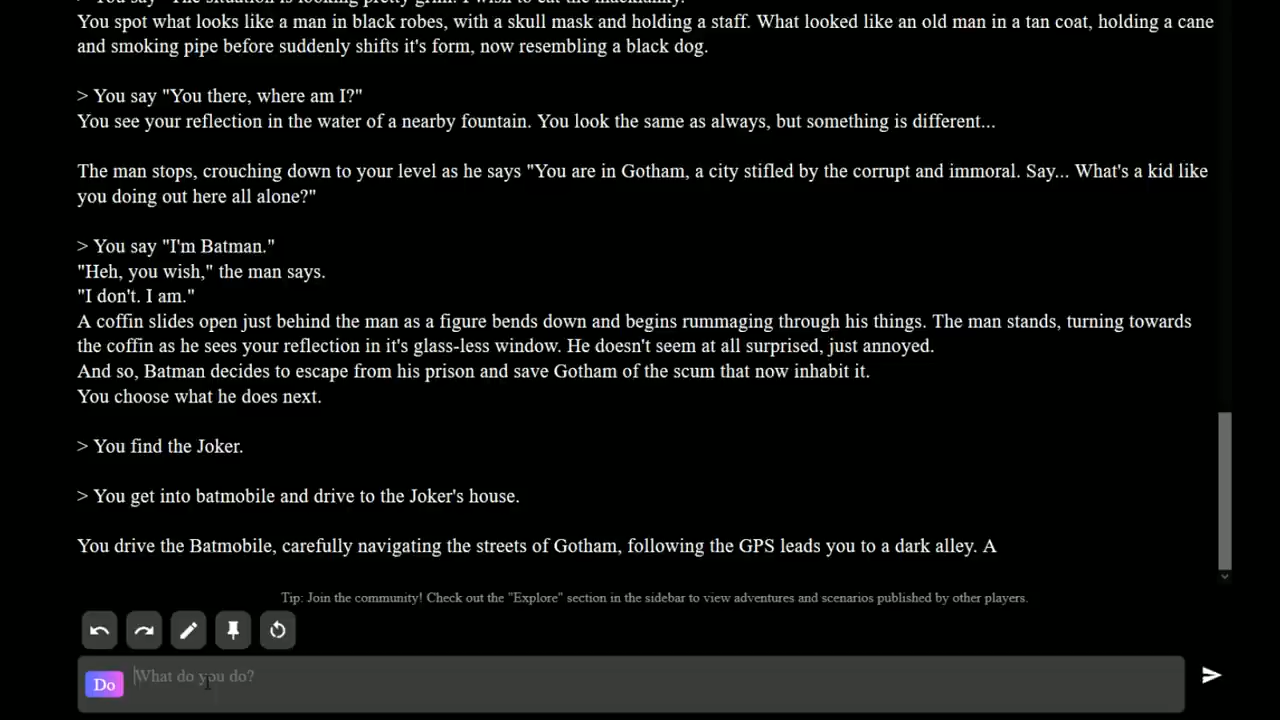 You spot what looks like a man in black robes, with a skull mask and holding a staff. What looked like an old man in a tan coat, holding a cane
and smoking pipe before suddenly shifts it's form, now resembling a black dog.
> You say "You there, where am I?"
You see your reflection in the water of a nearby fountain. You look the same as always, but something is different...
The man stops, crouching down to your level as he says "You are in Gotham, a city stifled by the corrupt and immoral. Say... What's a kid like
you doing out here all alone?"
> You say "I'm Batman."
"Heh, you wish," the man says.
"I don't. I am."
A coffin slides open just behind the man as a figure bends down and begins rummaging through his things. The man stands, turning towards
the coffin as he sees your reflection in it's glass-less window. He doesn't seem at all surprised, just annoyed.
And so, Batman decides to escape from his prison and save Gotham of the scum that now inhabit it.
You choose what he does next.
> You find the Joker.
> You get into batmobile and drive to the Joker's house.
You drive the Batmobile, carefully navigating the streets of Gotham, following the GPS leads you to a dark alley. A
Tip: Join the community! Check out the "Explore" section in the sidebar to view adventures and scenarios published by other players.
Do What do you do?